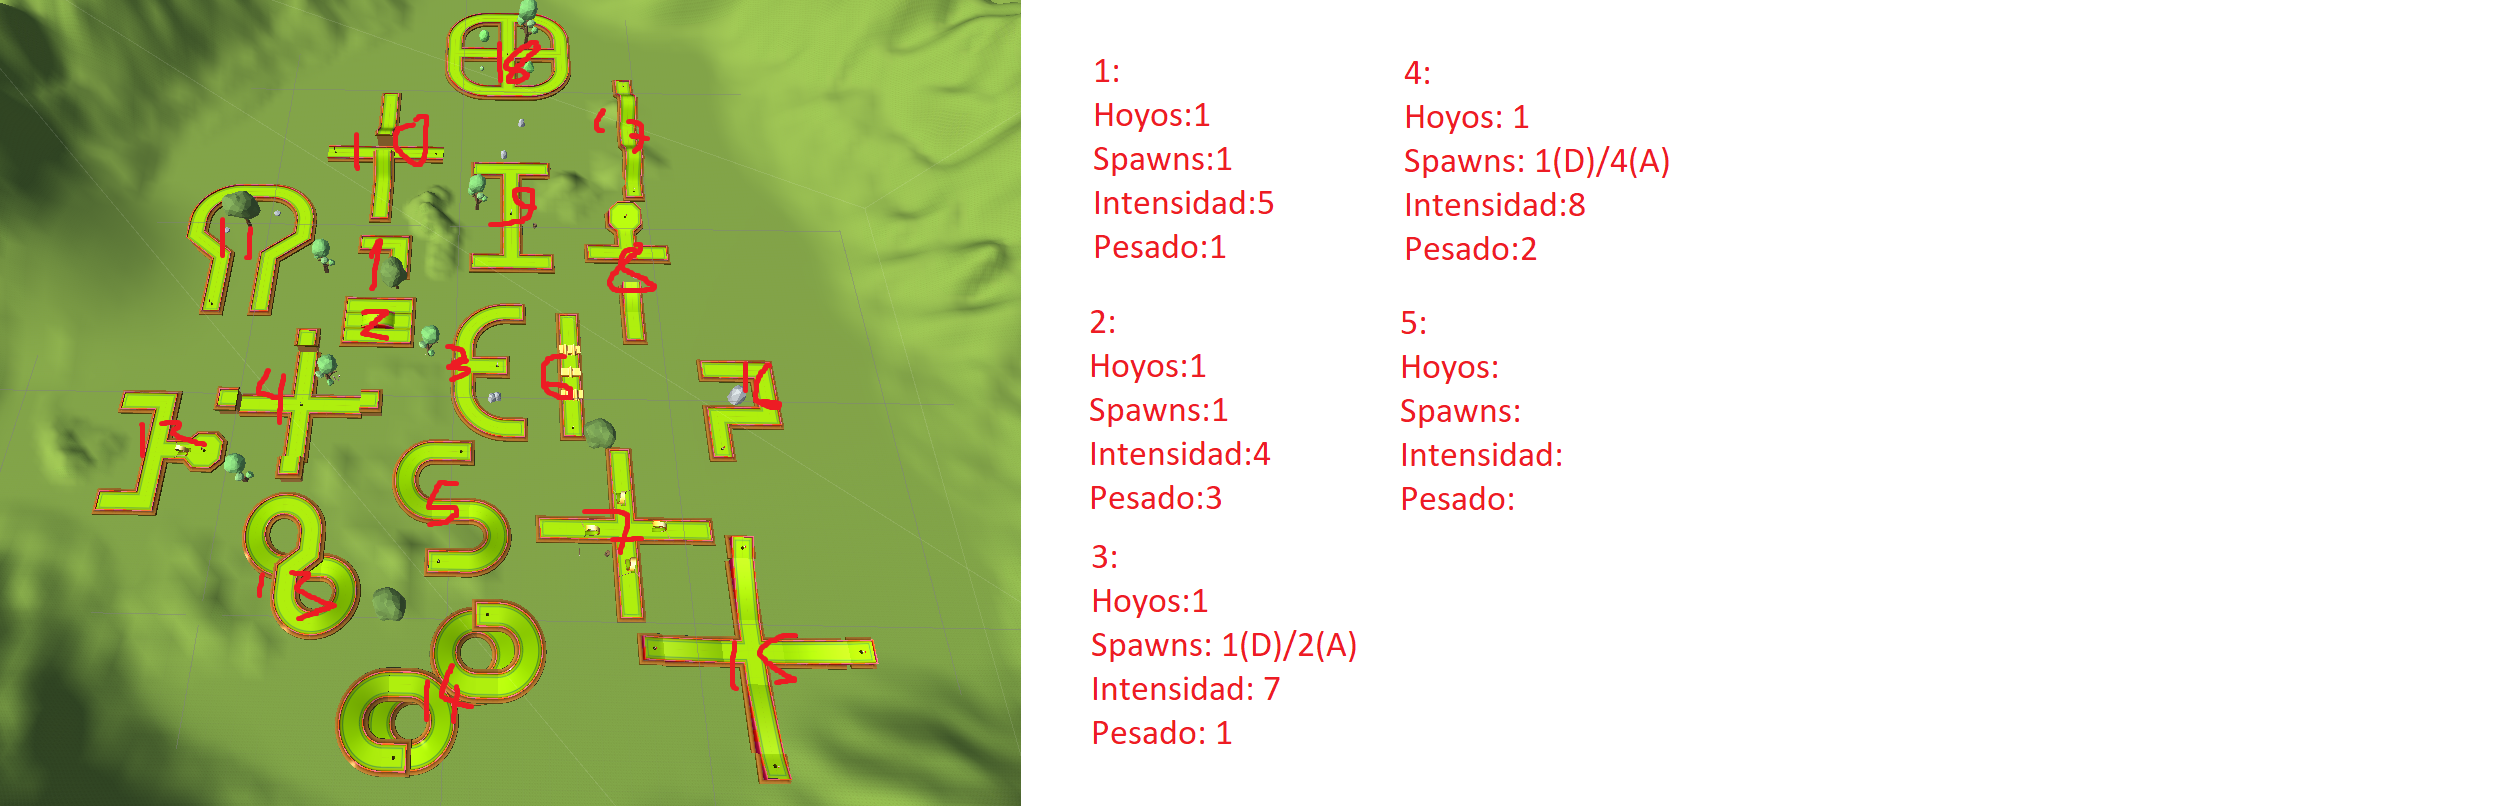 18
10
17
9
11
1
8
2
3
6
4
16
12
5
7
13
15
14
1:
Hoyos:1
Spawns:1
Intensidad:5
Pesado:1
2:
Hoyos:1
Spawns:1
Intensidad:4
Pesado:3
3:
Hoyos:1
Spawns: 1(D)/2(A)
Intensidad: 7
Pesado: 1
4:
Hoyos: 1
Spawns: 1(D)/4(A)
Intensidad:8
Pesado:2
5:
Hoyos:
Spawns:
Intensidad:
Pesado: